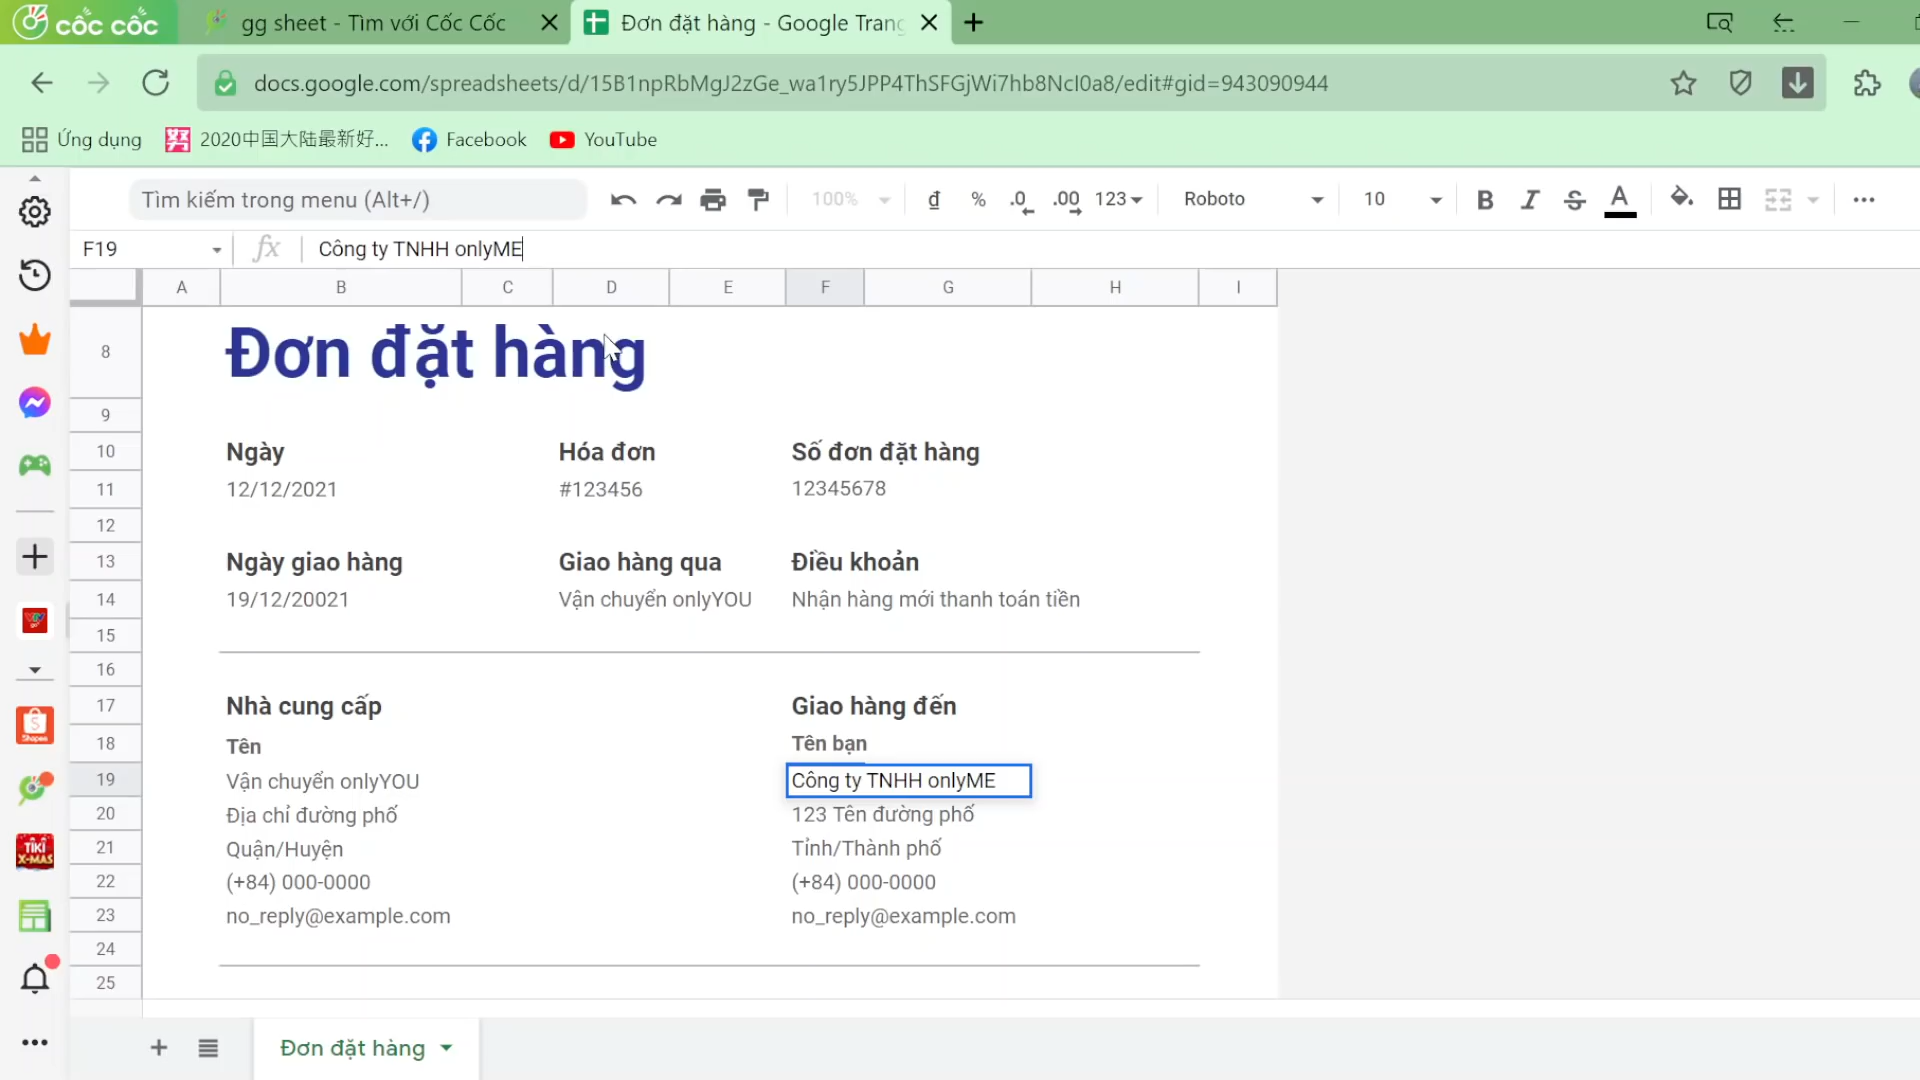 cốc cốc
gg sheet - Tìm với Cốc Cốc
Đơn đặt hàng - Google Trang
docs.google.com/spreadsheets/d/15B1npRbMgJ2zGe_wa1ry5JPP4ThSFGjWi7hb8NcI0a8/edit#gid=943090944
Ứng dụng
2020中国大陆最新好...
Facebook
YouTube
Tìm kiếm trong menu (Alt+/)
100%
đ
%
.0
.00
123
Roboto
10
B
I
S
A
F19
fx
Công ty TNHH onlyME
A B C D E F G H I
8 Đơn đặt hàng
9
10 Ngày Hóa đơn Số đơn đặt hàng
11 12/12/2021 #123456 12345678
12
13 Ngày giao hàng Giao hàng qua Điều khoản
14 19/12/20021 Vận chuyển onlyYOU Nhận hàng mới thanh toán tiền
15
16
17 Nhà cung cấp Giao hàng đến
18 Tên Tên bạn
19 Vận chuyển onlyYOU Công ty TNHH onlyME
20 Địa chỉ đường phố 123 Tên đường phố
21 Quận/Huyện Tỉnh/Thành phố
22 (+84) 000-0000 (+84) 000-0000
23 no_reply@example.com no_reply@example.com
24
25
Shopee
TIKI
X-MAS
Đơn đặt hàng